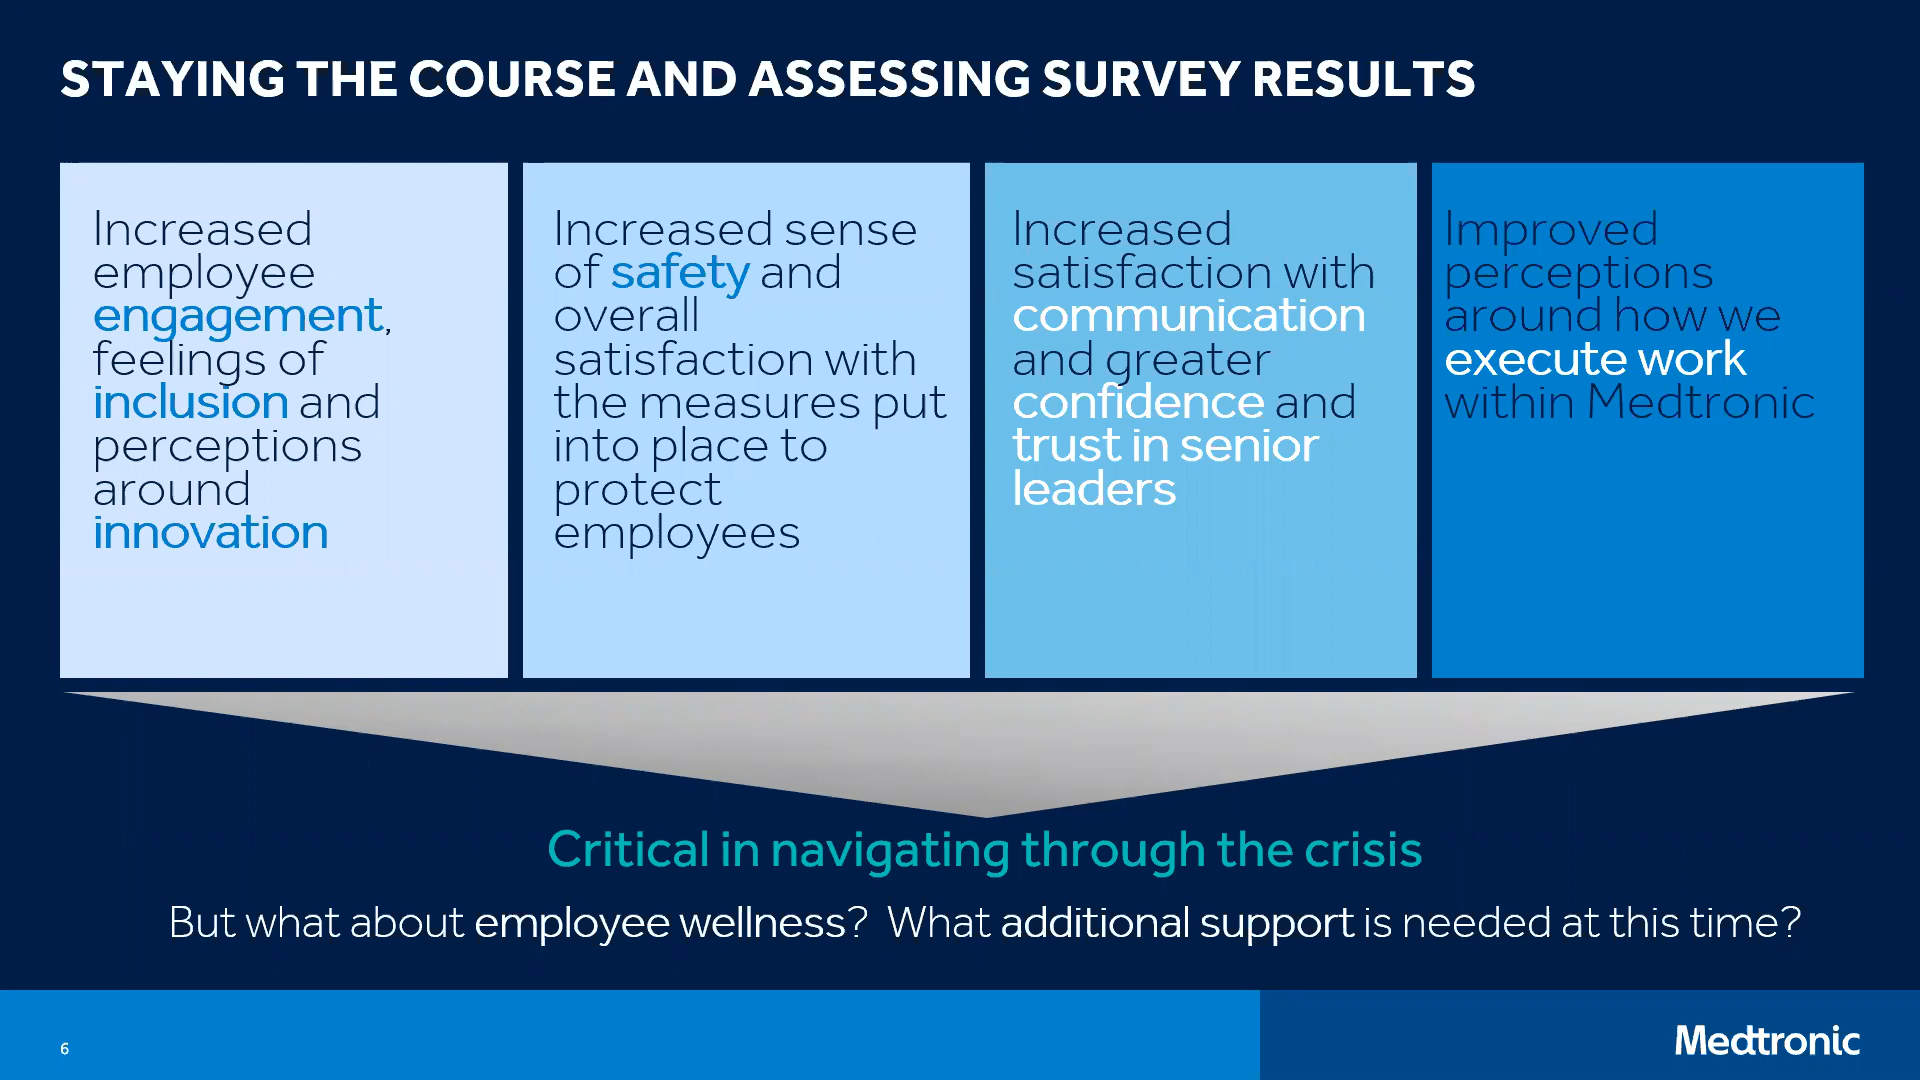 STAYING THE COURSE AND ASSESSING SURVEY RESULTS
Increased
employee
engagement,
feelings of
inclusion and
perceptions
around
innovation
Increased sense
of safety and
overall
satisfaction with
the measures put
into place to
protect
employees
Increased
satisfaction with
communication
and greater
confidence and
trust in senior
leaders
Improved
perceptions
around how we
execute work
within Medtronic
Critical in navigating through the crisis
But what about employee wellness? What additional support is needed at this time?
6
Medtronic